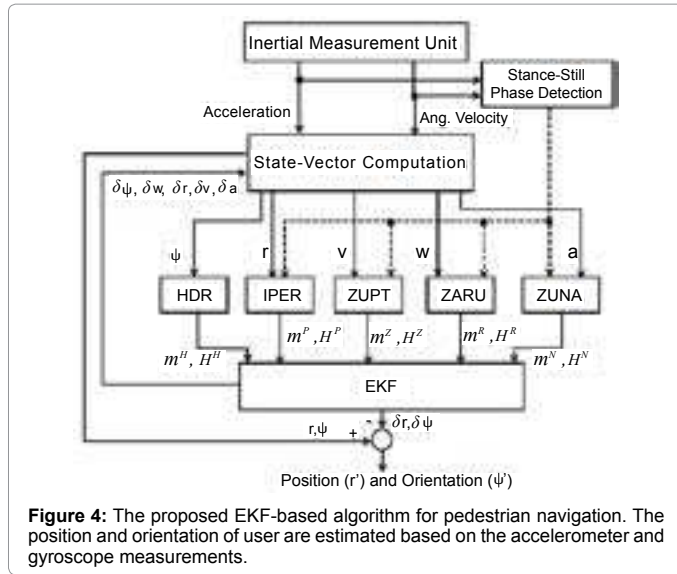 Inertial Measurement Unit
Stance-Still
Phase Detection
Acceleration
Ang. Velocity
State-Vector Computation
δψ, δw, δr, δv, δa
ψ
r
v
w
a
HDR
IPER
ZUPT
ZARU
ZUNA
m^H, H^H
m^P, H^P
m^Z, H^Z
m^R, H^R
m^N, H^N
EKF
r,ψ
+
-
δr,δψ
Position (r') and Orientation (ψ')
Figure 4: The proposed EKF-based algorithm for pedestrian navigation. The
position and orientation of user are estimated based on the accelerometer and
gyroscope measurements.